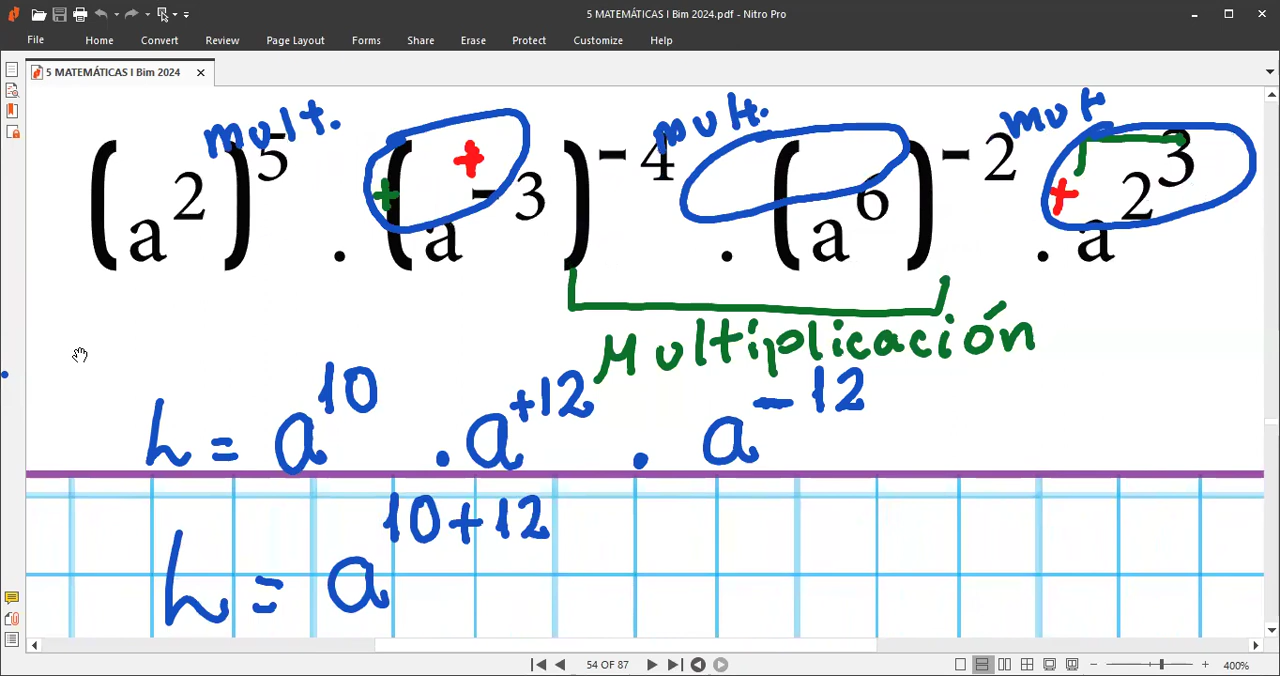 5 MATEMÁTICAS I Bim 2024.pdf - Nitro Pro
File Home Convert Review Page Layout Forms Share Erase Protect Customize Help
5 MATEMÁTICAS I Bim 2024 ×
mult. mult. mult
(a²)⁵ . (a⁻³)⁻⁴ . (a⁶)⁻² . a^2^3
+ + +
Multiplicación
h = a¹⁰ . a⁺¹² . a⁻¹²
h = a¹⁰⁺¹²
54 OF 87
400%